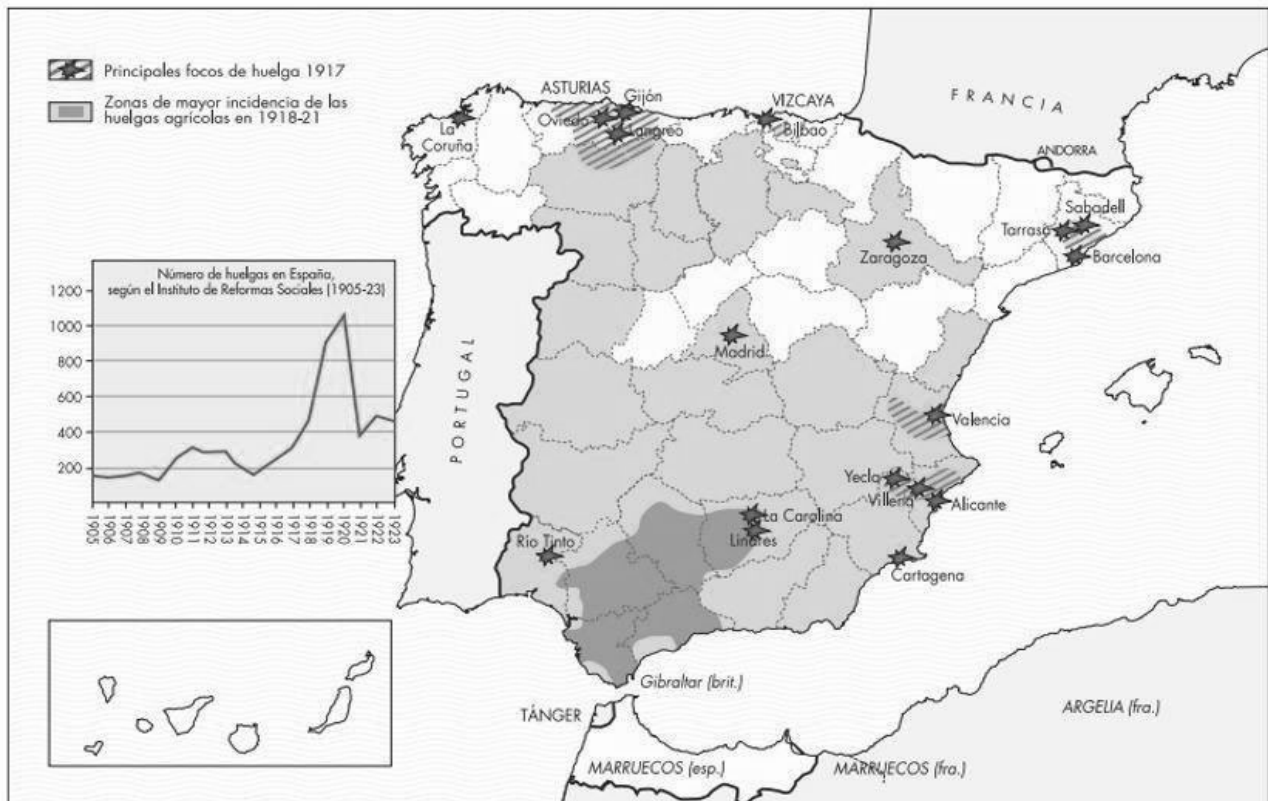 Principales focos de huelga 1917
Zonas de mayor incidencia de las
huelgas agrícolas en 1918-21
ASTURIAS
Gijón
Oviedo
Langreo
La
Coruña
VIZCAYA
Bilbao
FRANCIA
ANDORRA
Sabadell
Tarrasa
Barcelona
Zaragoza
Número de huelgas en España,
según el Instituto de Reformas Sociales (1905-23)
1200
1000
800
600
400
200
1905
1906
1907
1908
1909
1910
1911
1912
1913
1914
1915
1916
1917
1918
1919
1920
1921
1922
1923
PORTUGAL
Madrid
Valencia
Yecla
Villena
Alicante
La Carolina
Linares
Río Tinto
Cartagena
Gibraltar (brit.)
TÁNGER
ARGELIA (fra.)
MARRUECOS (esp.)
MARRUECOS (fra.)